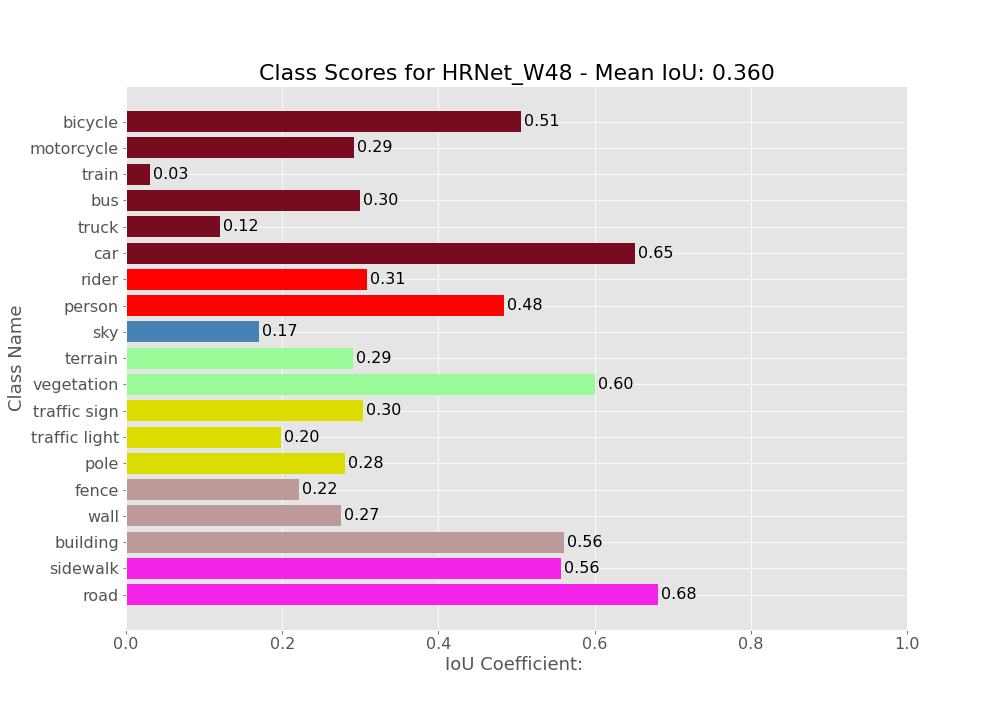 Class Scores for HRNet_W48 - Mean IoU: 0.360
bicycle 0.51
motorcycle 0.29
train 0.03
bus 0.30
truck 0.12
car 0.65
rider 0.31
person 0.48
sky 0.17
terrain 0.29
vegetation 0.60
traffic sign 0.30
traffic light 0.20
pole 0.28
fence 0.22
wall 0.27
building 0.56
sidewalk 0.56
road 0.68
Class Name
0.0 0.2 0.4 0.6 0.8 1.0
IoU Coefficient: